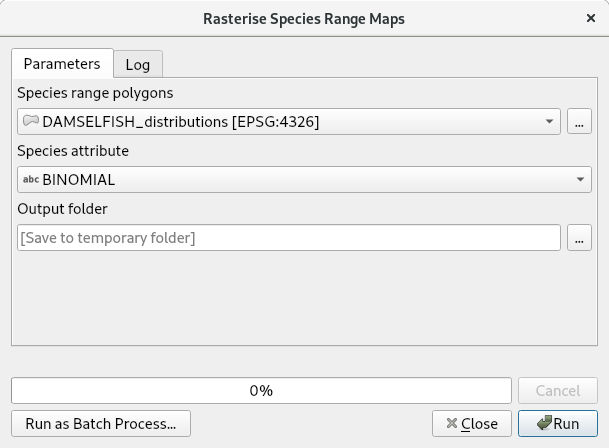 Rasterise Species Range Maps
×
Parameters
Log
Species range polygons
DAMSELFISH_distributions [EPSG:4326]
...
Species attribute
abc BINOMIAL
Output folder
[Save to temporary folder]
...
0%
Cancel
Run as Batch Process...
Close
Run